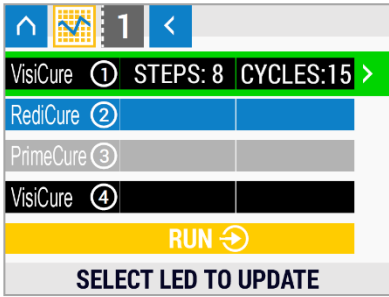 1
VisiCure 1 STEPS: 8 CYCLES:15
RediCure 2
PrimeCure 3
VisiCure 4
RUN
SELECT LED TO UPDATE